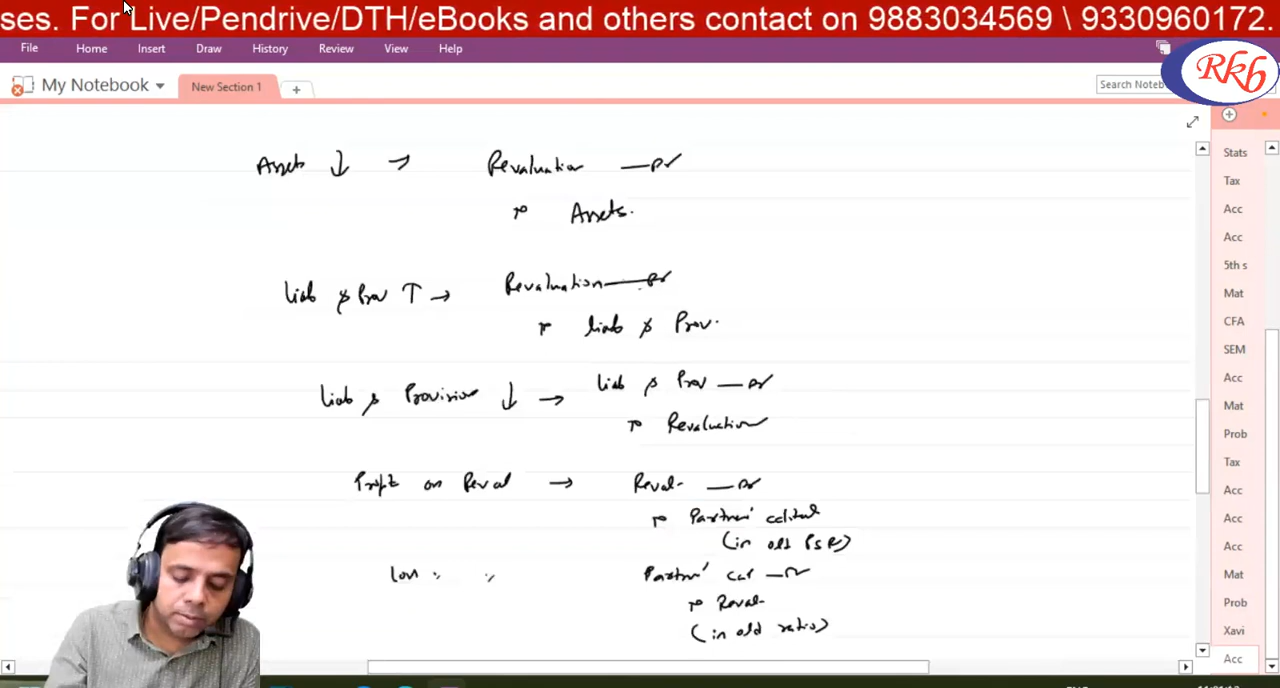 ses. For Live/Pendrive/DTH/eBooks and others contact on 9883034569 \ 9330960172.
File Home Insert Draw History Review View Help
Rkb
My Notebook New Section 1 + Search Noteb
Assets ↓ → Revaluation — Dr
To Assets.
Liab & Prov ↑ → Revaluation — Dr
To Liab & Prov.
Liab & Provision ↓ → Liab & Prov — Dr
To Revaluation
Profit on Reval → Reval — Dr
To Partners' capital
(in old PSR)
Loss " " Partners' cap — Dr
To Reval
(in old ratio)
Stats
Tax
Acc
Acc
5th s
Mat
CFA
SEM
Acc
Mat
Prob
Tax
Acc
Acc
Acc
Mat
Prob
Xavi
Acc